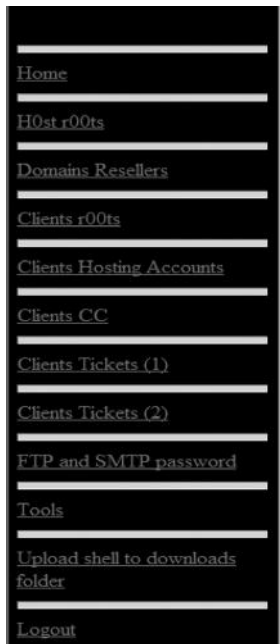 Home
H0st r00ts
Domains Resellers
Clients r00ts
Clients Hosting Accounts
Clients CC
Clients Tickets (1)
Clients Tickets (2)
FTP and SMTP password
Tools
Upload shell to downloads
folder
Logout